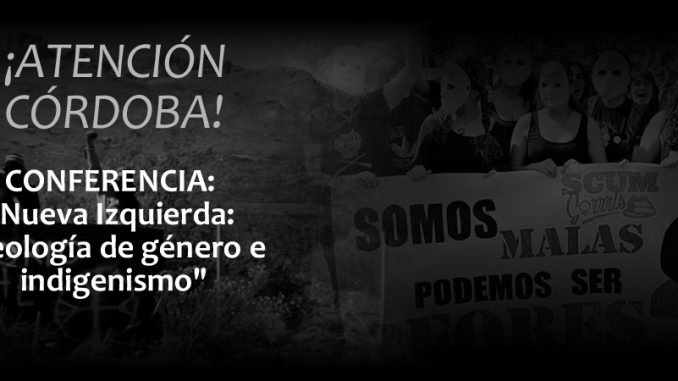 ¡ATENCIÓN
CÓRDOBA!
CONFERENCIA:
Nueva Izquierda:
eología de género e
indigenismo"
SCUM
SOMOS
MALAS
PODEMOS SER